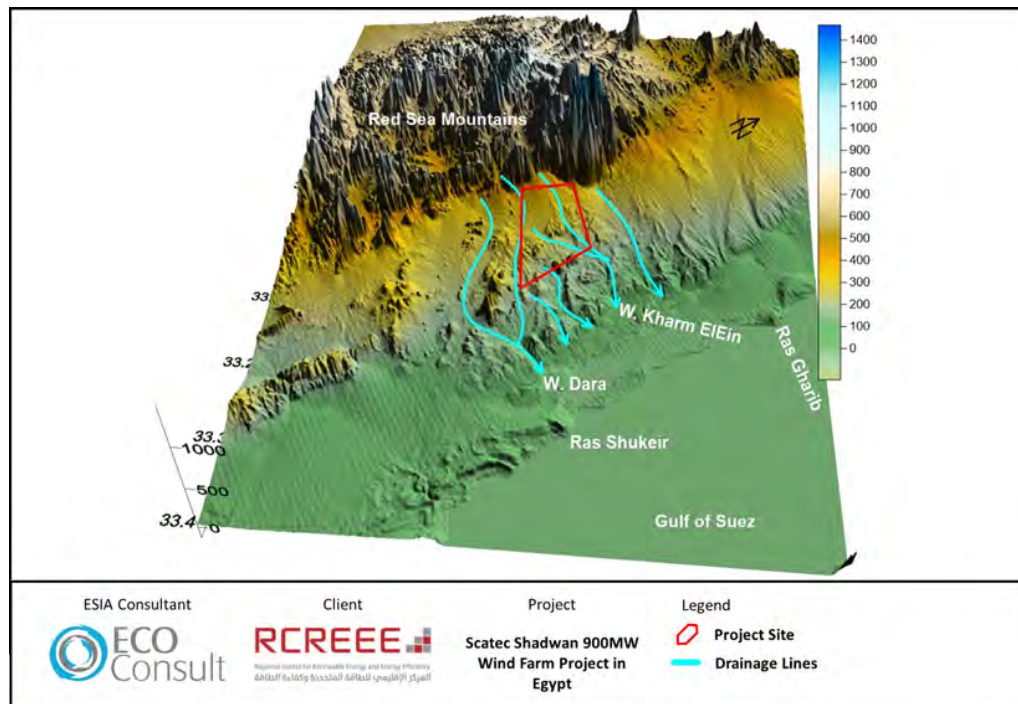 1400
1300
1200
1100
1000
900
800
700
600
500
400
300
200
100
0
Red Sea Mountains
W. Kharm ElEin
Ras Gharib
W. Dara
Ras Shukeir
Gulf of Suez
33.2
33.3
33.4
1000
500
0
ESIA Consultant
ECO
Consult
Client
RCREEE
Regional Center for Renewable Energy and Energy Efficiency
المركز الإقليمي للطاقة المتجددة وكفاءة الطاقة
Project
Scatec Shadwan 900MW
Wind Farm Project in
Egypt
Legend
Project Site
Drainage Lines